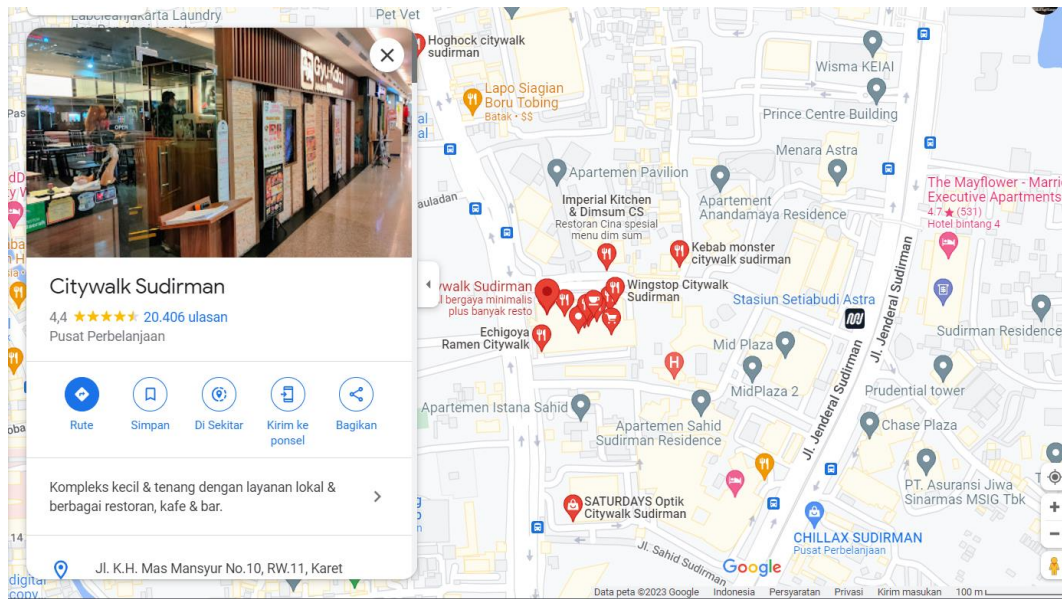 Labcleanjakarta Laundry
Pet Vet
Gyu-Kaku
OPEN
Citywalk Sudirman
4,4
20.406 ulasan
Pusat Perbelanjaan
Rute
Simpan
Di Sekitar
Kirim ke
ponsel
Bagikan
Kompleks kecil & tenang dengan layanan lokal &
berbagai restoran, kafe & bar.
Jl. K.H. Mas Mansyur No.10, RW.11, Karet
Hoghock citywalk
sudirman
Lapo Siagian
Boru Tobing
Batak • $$
Wisma KEIAI
Prince Centre Building
Menara Astra
Apartemen Pavilion
Apartement
Anandamaya Residence
The Mayflower - Marri
Executive Apartments
4.7 ★ (531)
Hotel bintang 4
auladan
Imperial Kitchen
& Dimsum CS
Restoran Cina spesial
menu dim sum
Kebab monster
citywalk sudirman
ywalk Sudirman
l bergaya minimalis
plus banyak resto
Wingstop Citywalk
Sudirman
Echigoya
Ramen Citywalk
Stasiun Setiabudi Astra
Jl. Jenderal Sudirman
Sudirman Residence
Mid Plaza
H
MidPlaza 2
Prudential tower
Apartemen Istana Sahid
Apartemen Sahid
Sudirman Residence
Jl. Jenderal Sudirman
Chase Plaza
PT. Asuransi Jiwa
Sinarmas MSIG Tbk
SATURDAYS Optik
Citywalk Sudirman
CHILLAX SUDIRMAN
Pusat Perbelanjaan
Jl. Sahid Sudirman
digital
copy
Google
Data peta ©2023 Google
Indonesia
Persyaratan
Privasi
Kirim masukan
100 m